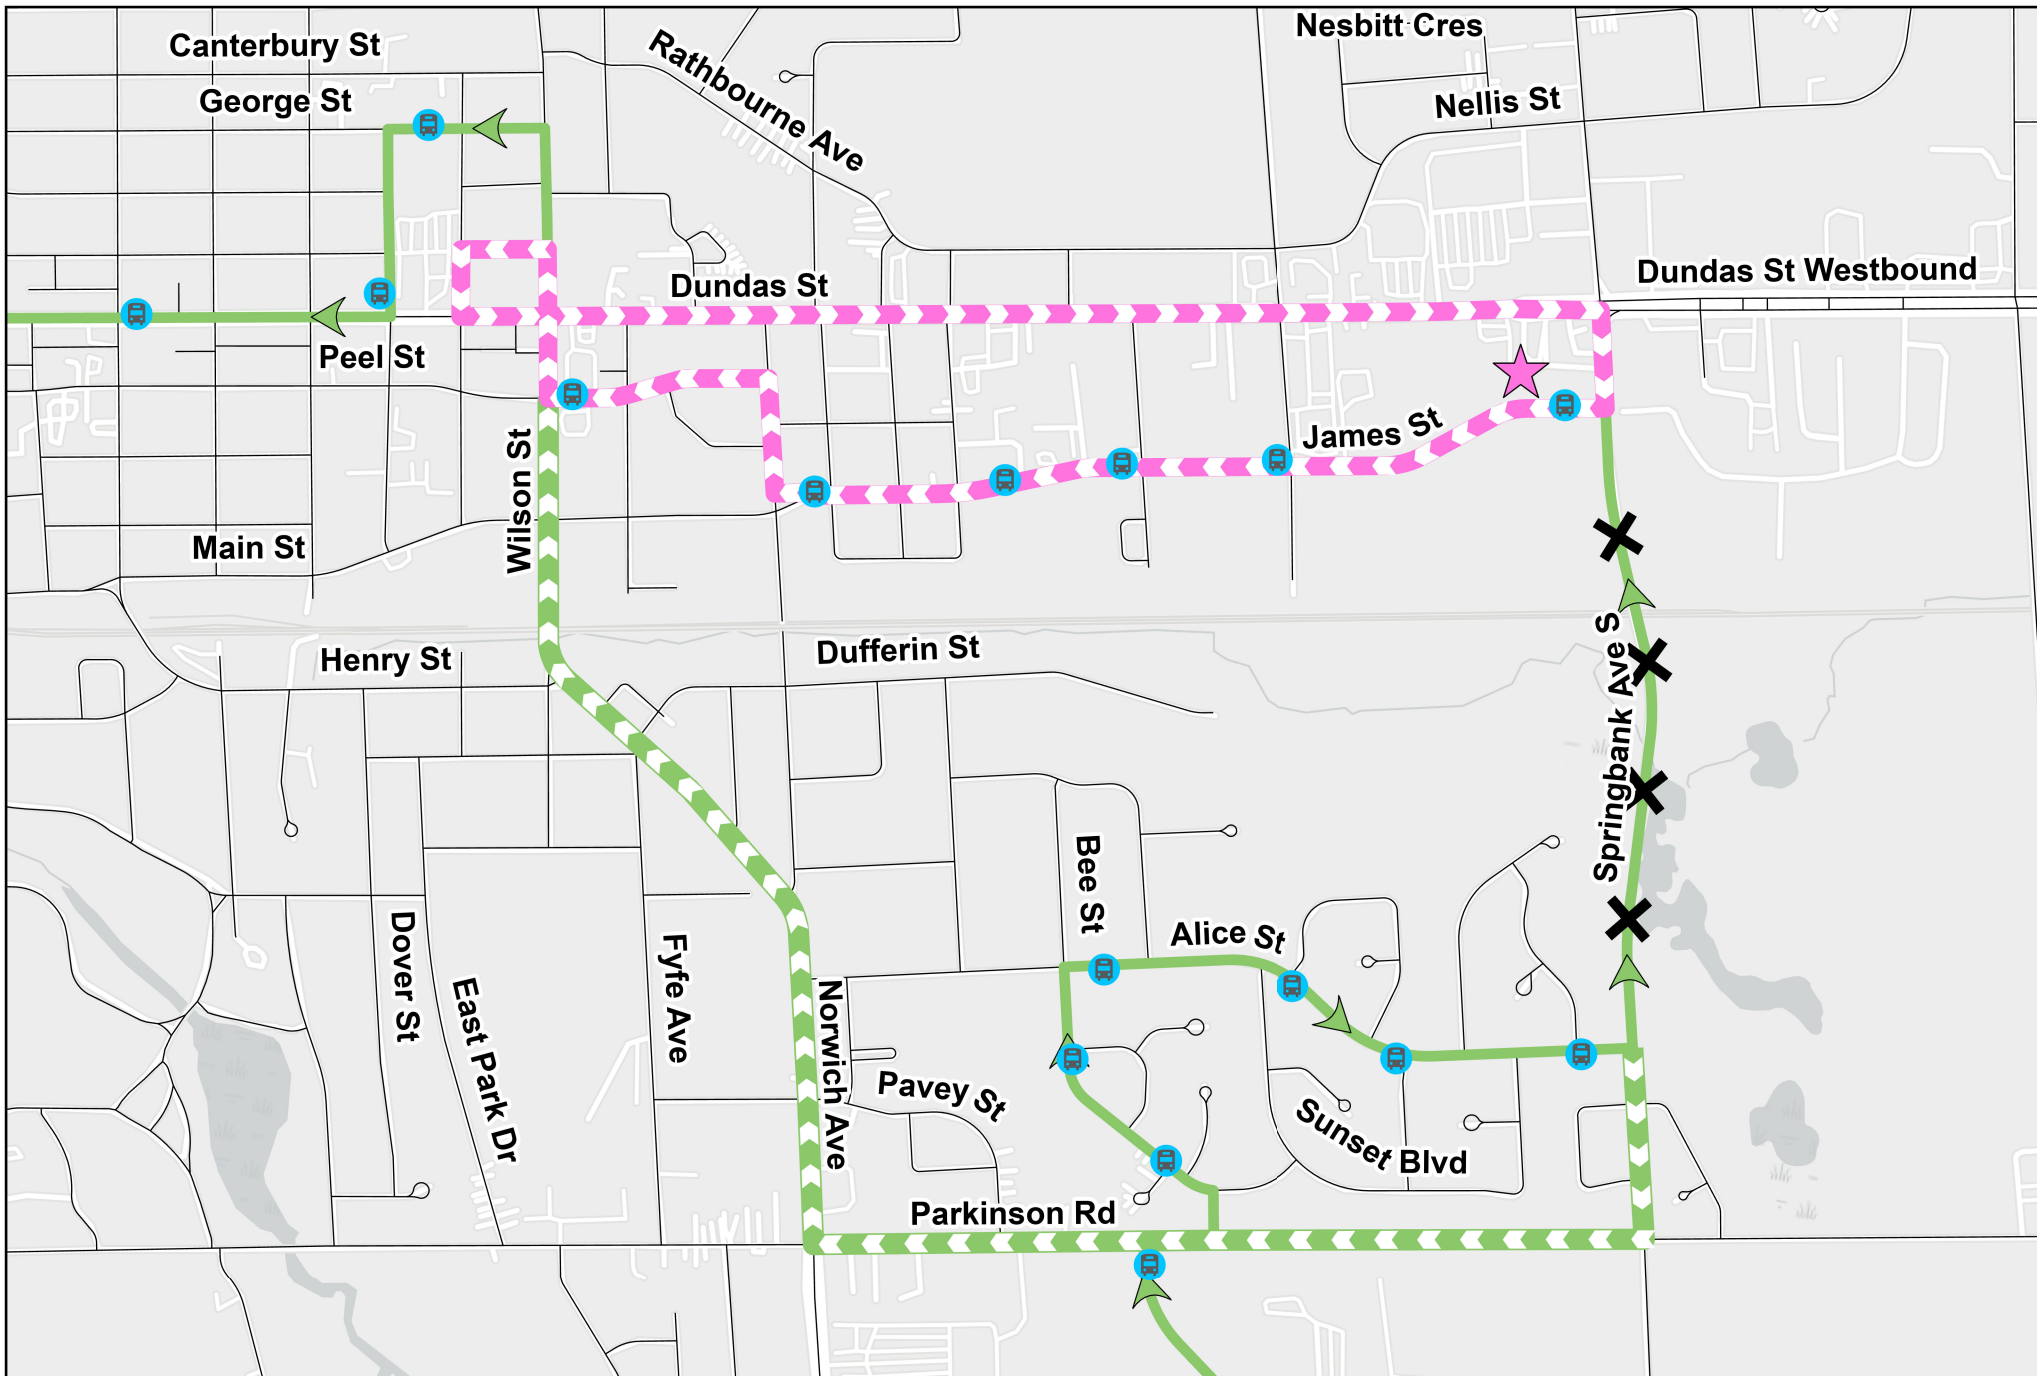 Nesbitt Cres
Canterbury St
Rathbourne Ave
George St
Nellis St
Dundas St Westbound
Dundas St
Peel St
James St
Wilson St
Main St
Henry St
Dufferin St
Springbank Ave S
Bee St
Alice St
Dover St
Fyfe Ave
East Park Dr
Norwich Ave
Pavey St
Sunset Blvd
Parkinson Rd